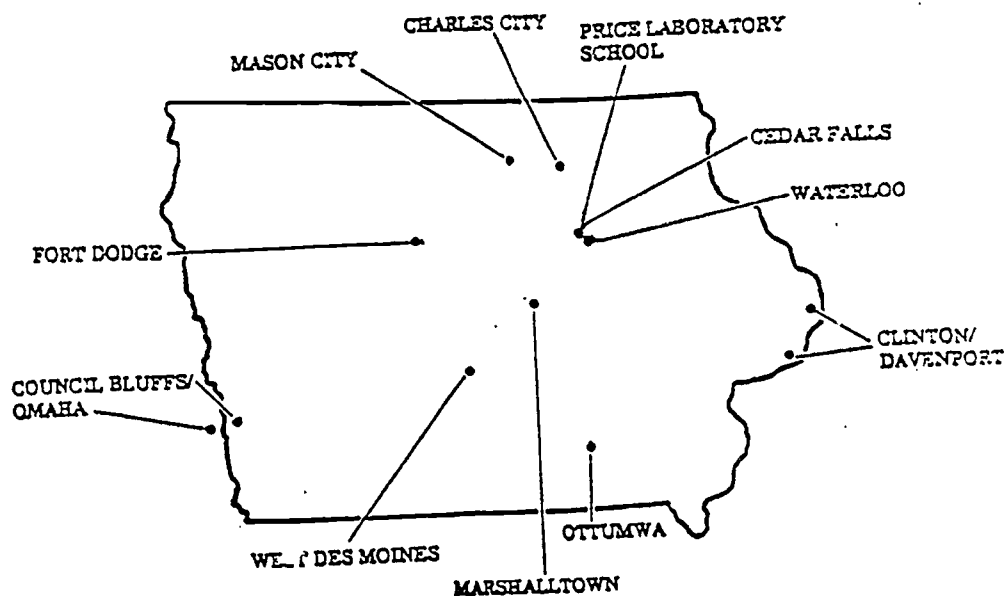 CHARLES CITY
PRICE LABORATORY
SCHOOL
MASON CITY
CEDAR FALLS
WATERLOO
FORT DODGE
CLINTON/
DAVENPORT
COUNCIL BLUFFS/
OMAHA
OTTUMWA
DES MOINES
MARSHALLTOWN